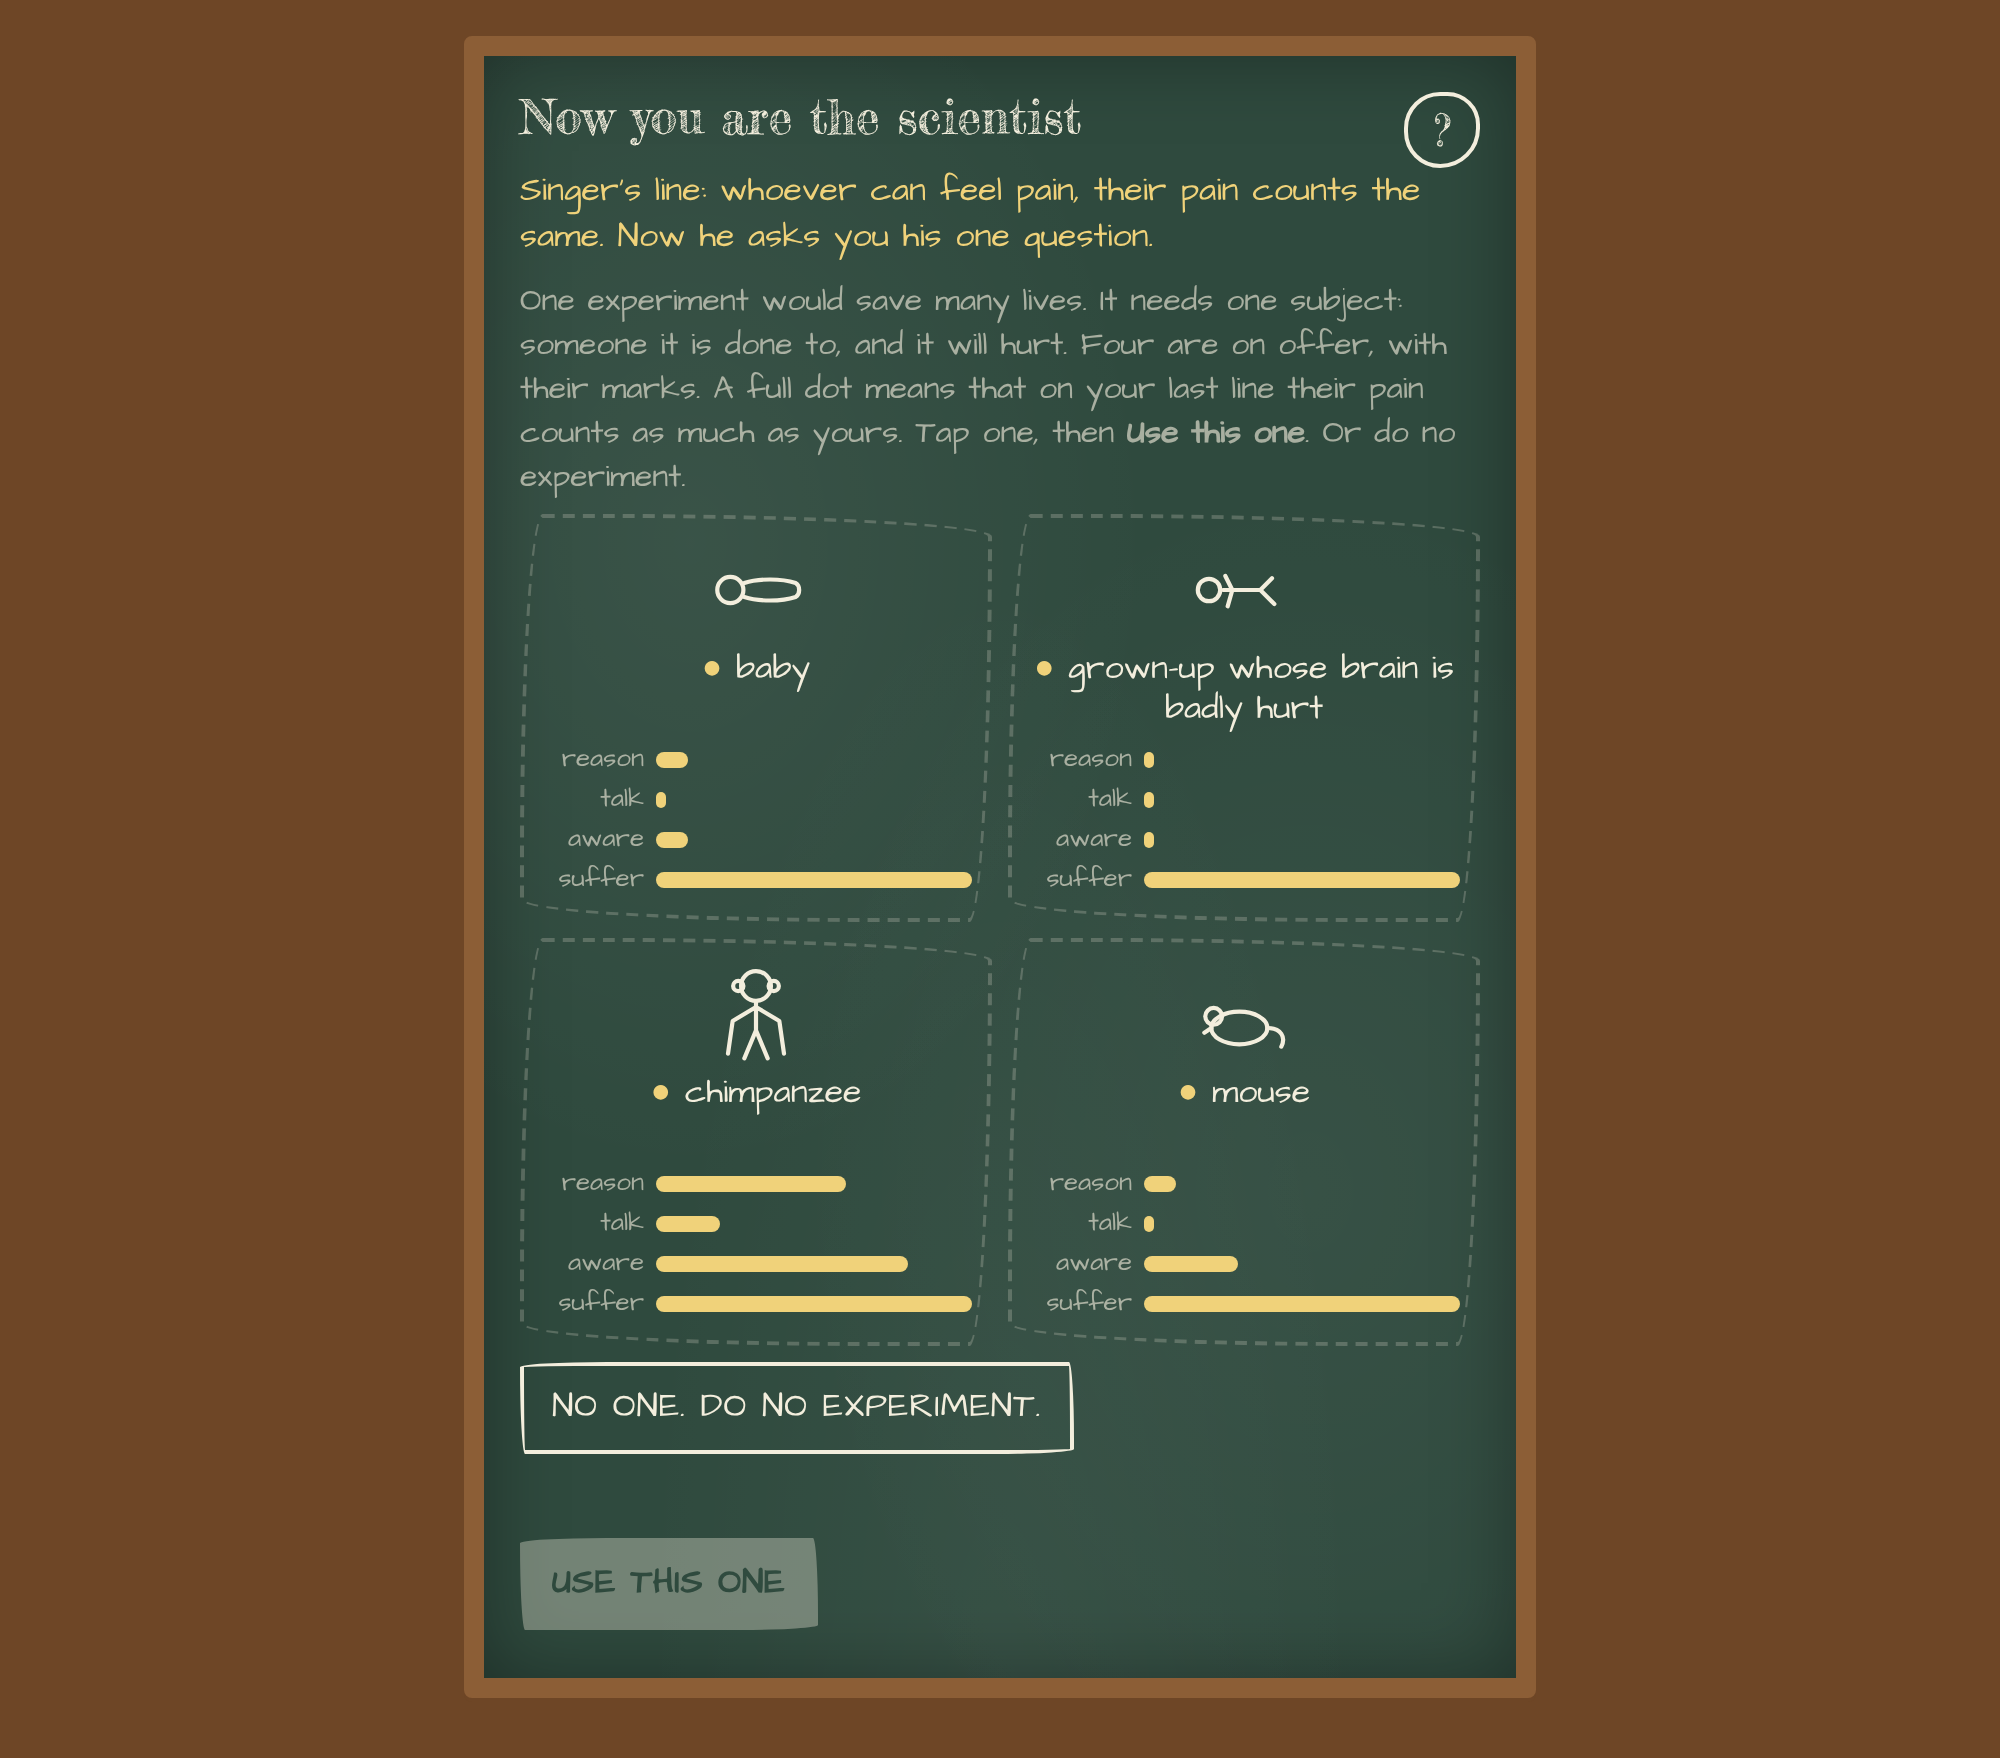 Now you are the scientist
?
Singer's line: whoever can feel pain, their pain counts the
same. Now he asks you his one question.
One experiment would save many lives. It needs one subject:
someone it is done to, and it will hurt. Four are on offer, with
their marks. A full dot means that on your last line their pain
counts as much as yours. Tap one, then Use this one. Or do no
experiment.
baby
reason
talk
aware
suffer
grown-up whose brain is
badly hurt
reason
talk
aware
suffer
chimpanzee
reason
talk
aware
suffer
mouse
reason
talk
aware
suffer
NO ONE. DO NO EXPERIMENT.
USE THIS ONE